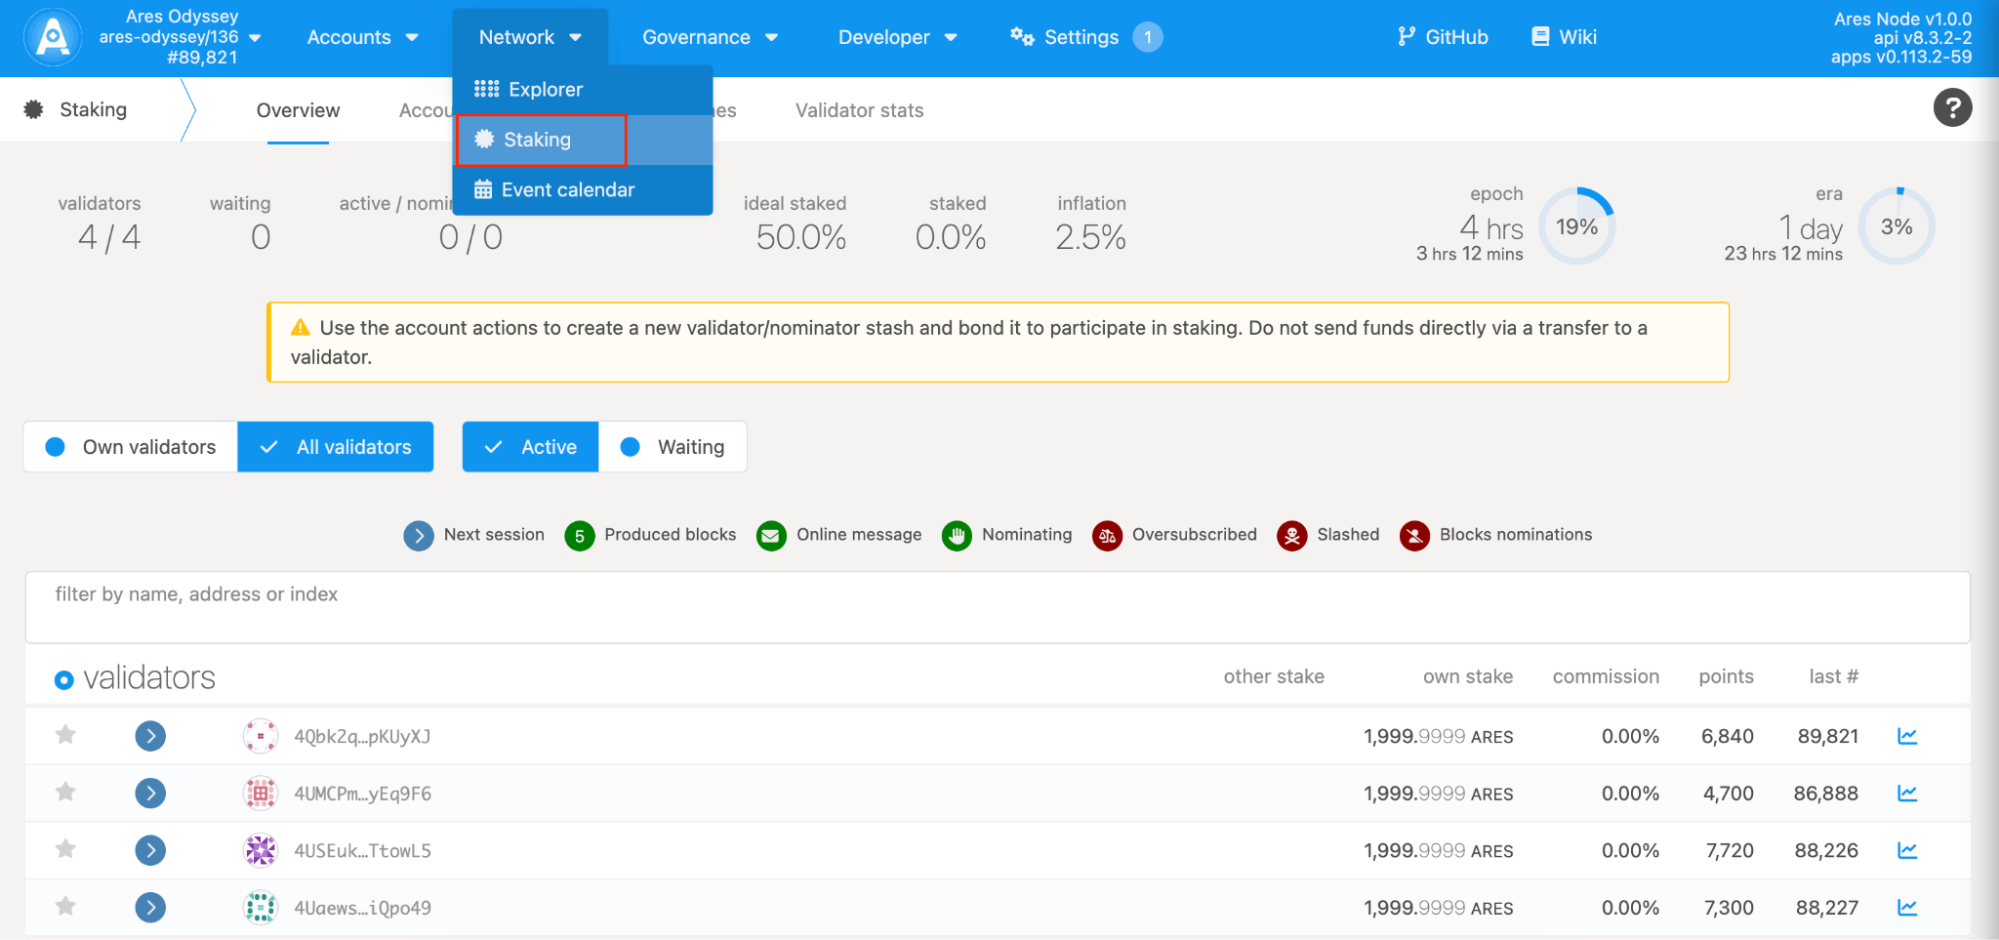 Ares Odyssey
ares-odyssey/136
#89,821
Accounts
Network
Governance
Developer
Settings
1
GitHub
Wiki
Ares Node v1.0.0
api v8.3.2-2
apps v0.113.2-59
Explorer
Staking
Event calendar
Staking
Overview
Accou
es
Validator stats
?
validators
4 / 4
waiting
0
active / nomin
0 / 0
ideal staked
50.0%
staked
0.0%
inflation
2.5%
epoch
4 hrs
3 hrs 12 mins
19%
era
1 day
23 hrs 12 mins
3%
Use the account actions to create a new validator/nominator stash and bond it to participate in staking. Do not send funds directly via a transfer to a
validator.
Own validators
All validators
Active
Waiting
Next session
5 Produced blocks
Online message
Nominating
Oversubscribed
Slashed
Blocks nominations
filter by name, address or index
validators other stake own stake commission points last #
4Qbk2q…pKUyXJ 1,999.9999 ARES 0.00% 6,840 89,821
4UMCPm…yEq9F6 1,999.9999 ARES 0.00% 4,700 86,888
4USEuk…TtowL5 1,999.9999 ARES 0.00% 7,720 88,226
4Uaews…iQpo49 1,999.9999 ARES 0.00% 7,300 88,227